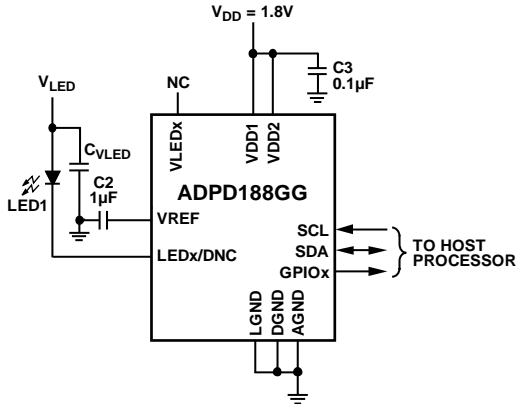 VDD = 1.8V
C3
0.1µF
NC
VLED
CVLED
C2
1µF
LED1
VLEDx
VDD1
VDD2
ADPD188GG
VREF
LEDx/DNC
SCL
SDA
GPIOx
TO HOST
PROCESSOR
LGND
DGND
AGND